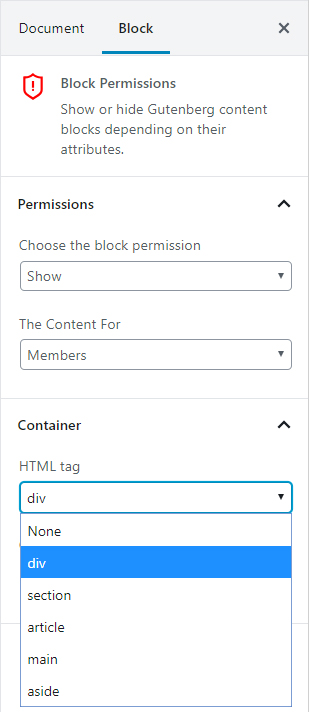 Document Block ×
Block Permissions
Show or hide Gutenberg content
blocks depending on their
attributes.
Permissions
Choose the block permission
Show
The Content For
Members
Container
HTML tag
div
None
div
section
article
main
aside